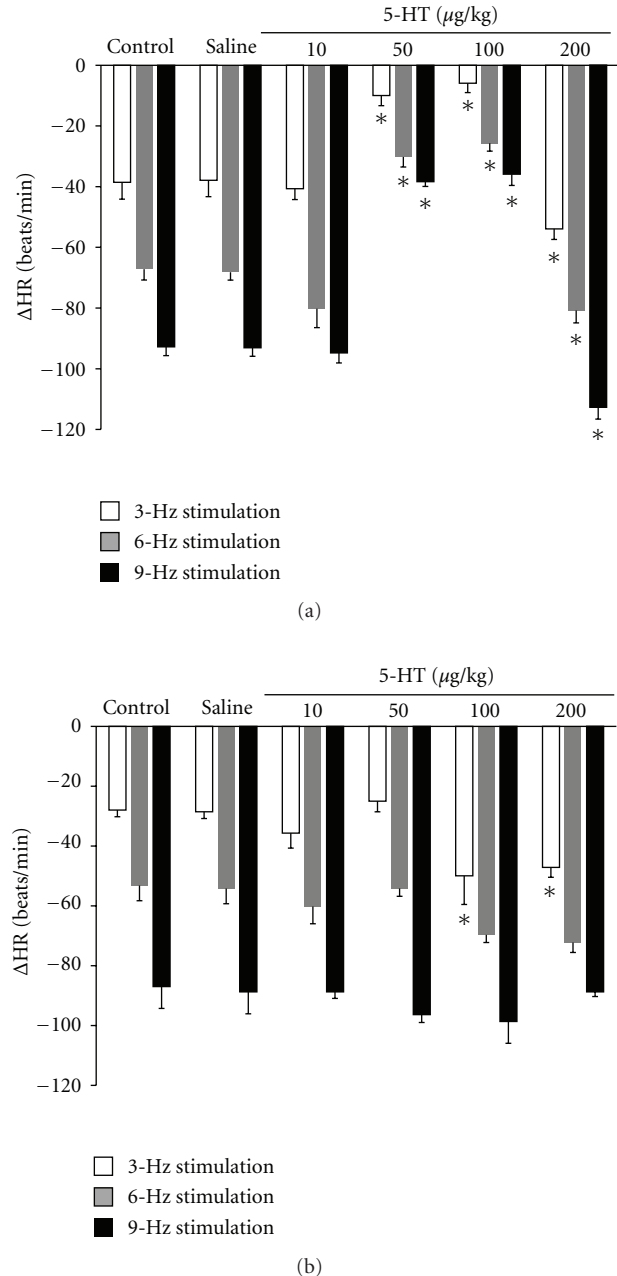 5-HT (μg/kg)
Control Saline 10 50 100 200
0
−20
−40
−60
−80
−100
−120
ΔHR (beats/min)
* * * * * * * * *
3-Hz stimulation
6-Hz stimulation
9-Hz stimulation
(a)
5-HT (μg/kg)
Control Saline 10 50 100 200
0
−20
−40
−60
−80
−100
−120
ΔHR (beats/min)
* *
3-Hz stimulation
6-Hz stimulation
9-Hz stimulation
(b)